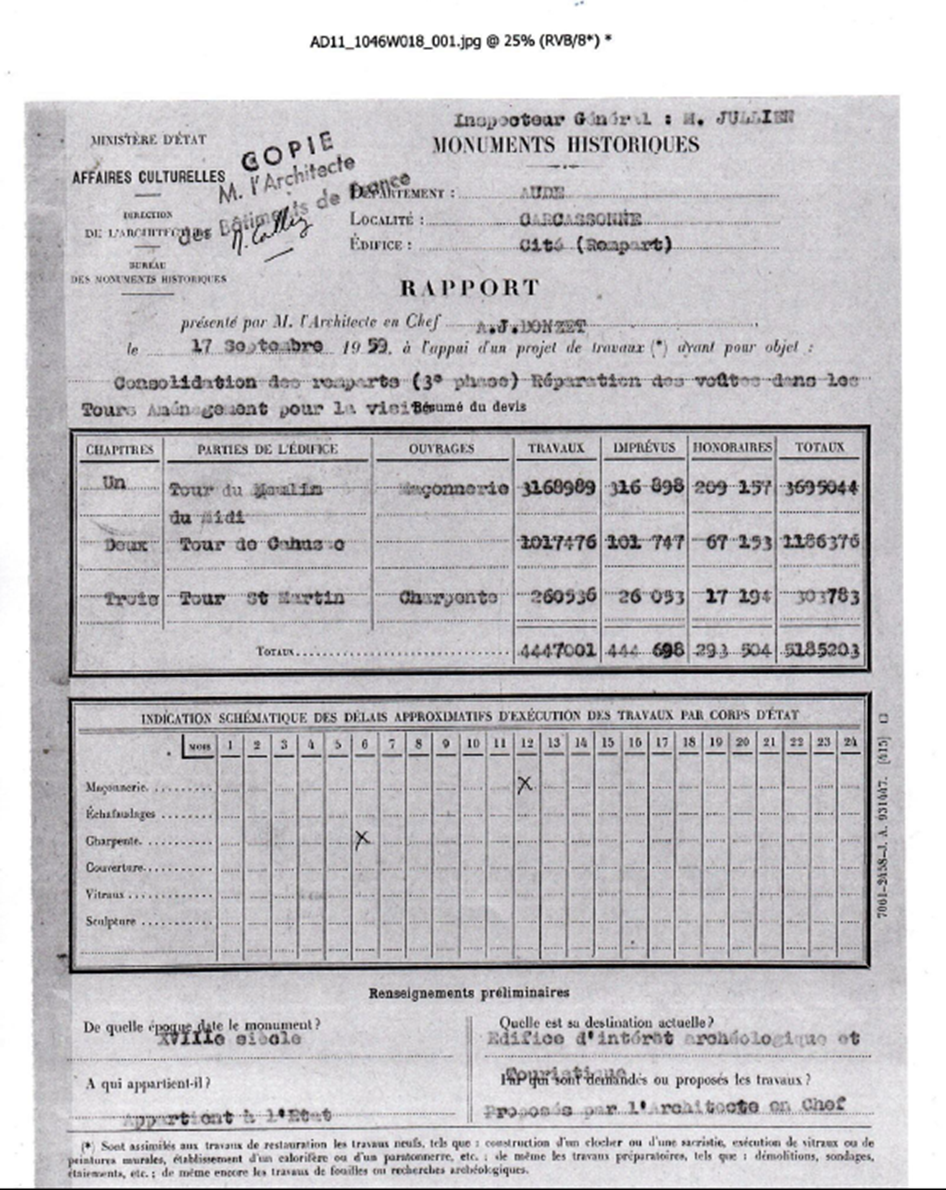 AD11_1046W018_001.jpg @ 25% (RVB/8*) *
Inspecteur Général : M. JULLIEN
MINISTÈRE D'ÉTAT
AFFAIRES CULTURELLES
DIRECTION
DE L'ARCHITECTURE
BUREAU
DES MONUMENTS HISTORIQUES
COPIE
M. l'Architecte
des Bâtiments de France
MONUMENTS HISTORIQUES
DÉPARTEMENT : AUDE
LOCALITÉ : CARCASSONNE
ÉDIFICE : Cité (Rempart)
RAPPORT
présenté par M. l'Architecte en Chef A.J.DONZET
le 17 Septembre 1959, à l'appui d'un projet de travaux (*) ayant pour objet :
Consolidation des remparts (3° phase) Réparation des voûtes dans les
Tours Aménagement pour la visite
Résumé du devis
CHAPITRES PARTIES DE L'ÉDIFICE OUVRAGES TRAVAUX IMPRÉVUS HONORAIRES TOTAUX
Un Tour du Moulin Maçonnerie 3168989 316 898 209 157 3695044
du Midi
Deux Tour de Cahuzac 1017476 101 747 67 153 1186376
Trois Tour St Martin Charpente 260536 26 053 17 194 303783
TOTAUX 4447001 444 698 293 504 5185203
INDICATION SCHÉMATIQUE DES DÉLAIS APPROXIMATIFS D'EXÉCUTION DES TRAVAUX PAR CORPS D'ÉTAT
MOIS 1 2 3 4 5 6 7 8 9 10 11 12 13 14 15 16 17 18 19 20 21 22 23 24
Maçonnerie X
Échafaudages
Charpente X
Couverture
Vitraux
Sculpture
7061-2458-J. A. 931447. [415]
Renseignements préliminaires
De quelle époque date le monument?
XVIIIe siècle
A qui appartient-il?
Appartient à l'Etat
Quelle est sa destination actuelle?
Edifice d'intérêt archéologique et
Touristique
Par qui sont demandés ou proposés les travaux?
Proposés par l'Architecte en Chef
(*) Sont assimilés aux travaux de restauration les travaux neufs, tels que : construction d'un clocher ou d'une sacristie, exécution de vitraux ou de
peintures murales, établissement d'un calorifère ou d'un paratonnerre, etc. ; de même les travaux préparatoires, tels que : démolitions, sondages,
étaiements, etc. ; de même encore les travaux de fouilles ou recherches archéologiques.